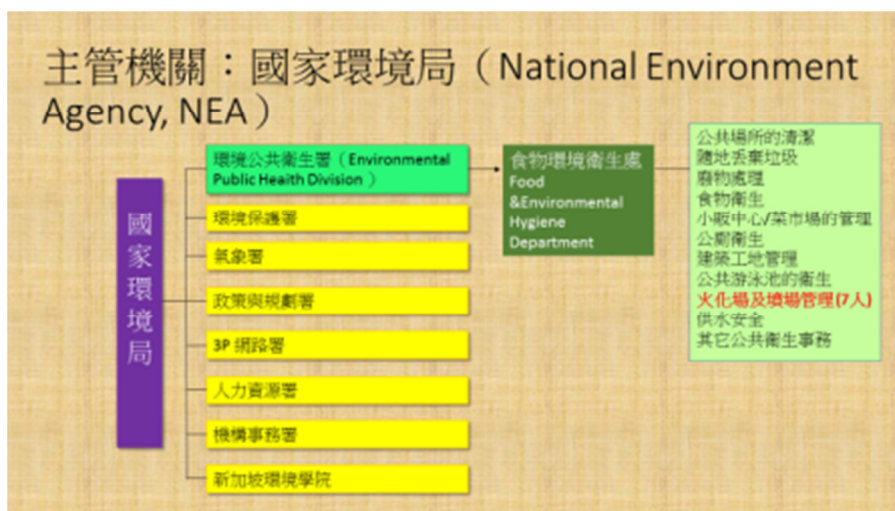 主管機關：國家環境局（National Environment
Agency, NEA）
國家環境局
環境公共衛生署（Environmental
Public Health Division）
環境保護署
氣象署
政策與規劃署
3P 網路署
人力資源署
機構事務署
新加坡環境學院
食物環境衛生處
Food
&Environmental
Hygiene
Department
公共場所的清潔
隨地丟棄垃圾
廢物處理
食物衛生
小販中心/菜市場的管理
公廁衛生
建築工地管理
公共游泳池的衛生
火化場及墳場管理(7人)
供水安全
其它公共衛生事務